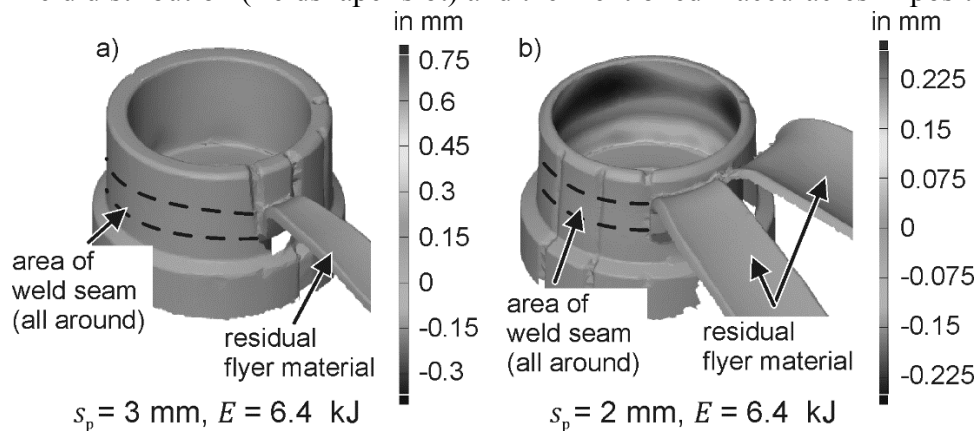 in mm
in mm
a)
b)
0.75
0.6
0.45
0.3
0.15
0
-0.15
-0.3
0.225
0.15
0.075
0
-0.075
-0.15
-0.225
area of
weld seam
(all around)
residual
flyer material
area of
weld seam
(all around)
residual
flyer material
sp = 3 mm, E = 6.4 kJ
sp = 2 mm, E = 6.4 kJ